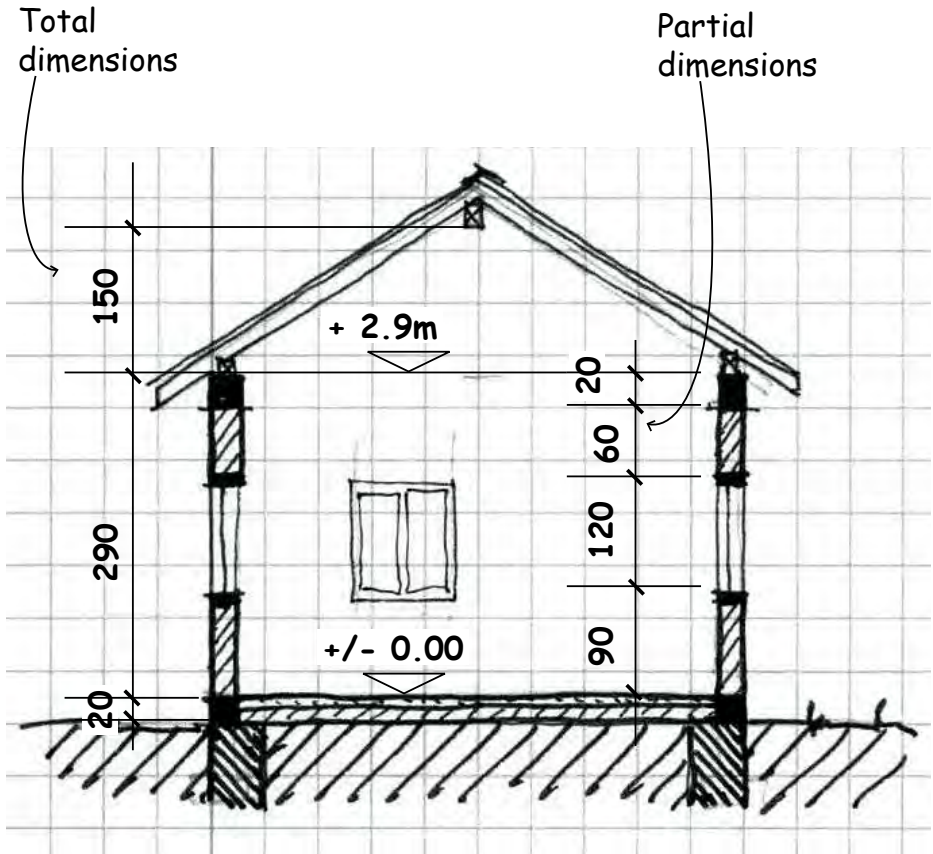 Total
dimensions
Partial
dimensions
150
+ 2.9m
20
60
120
290
90
+/- 0.00
20